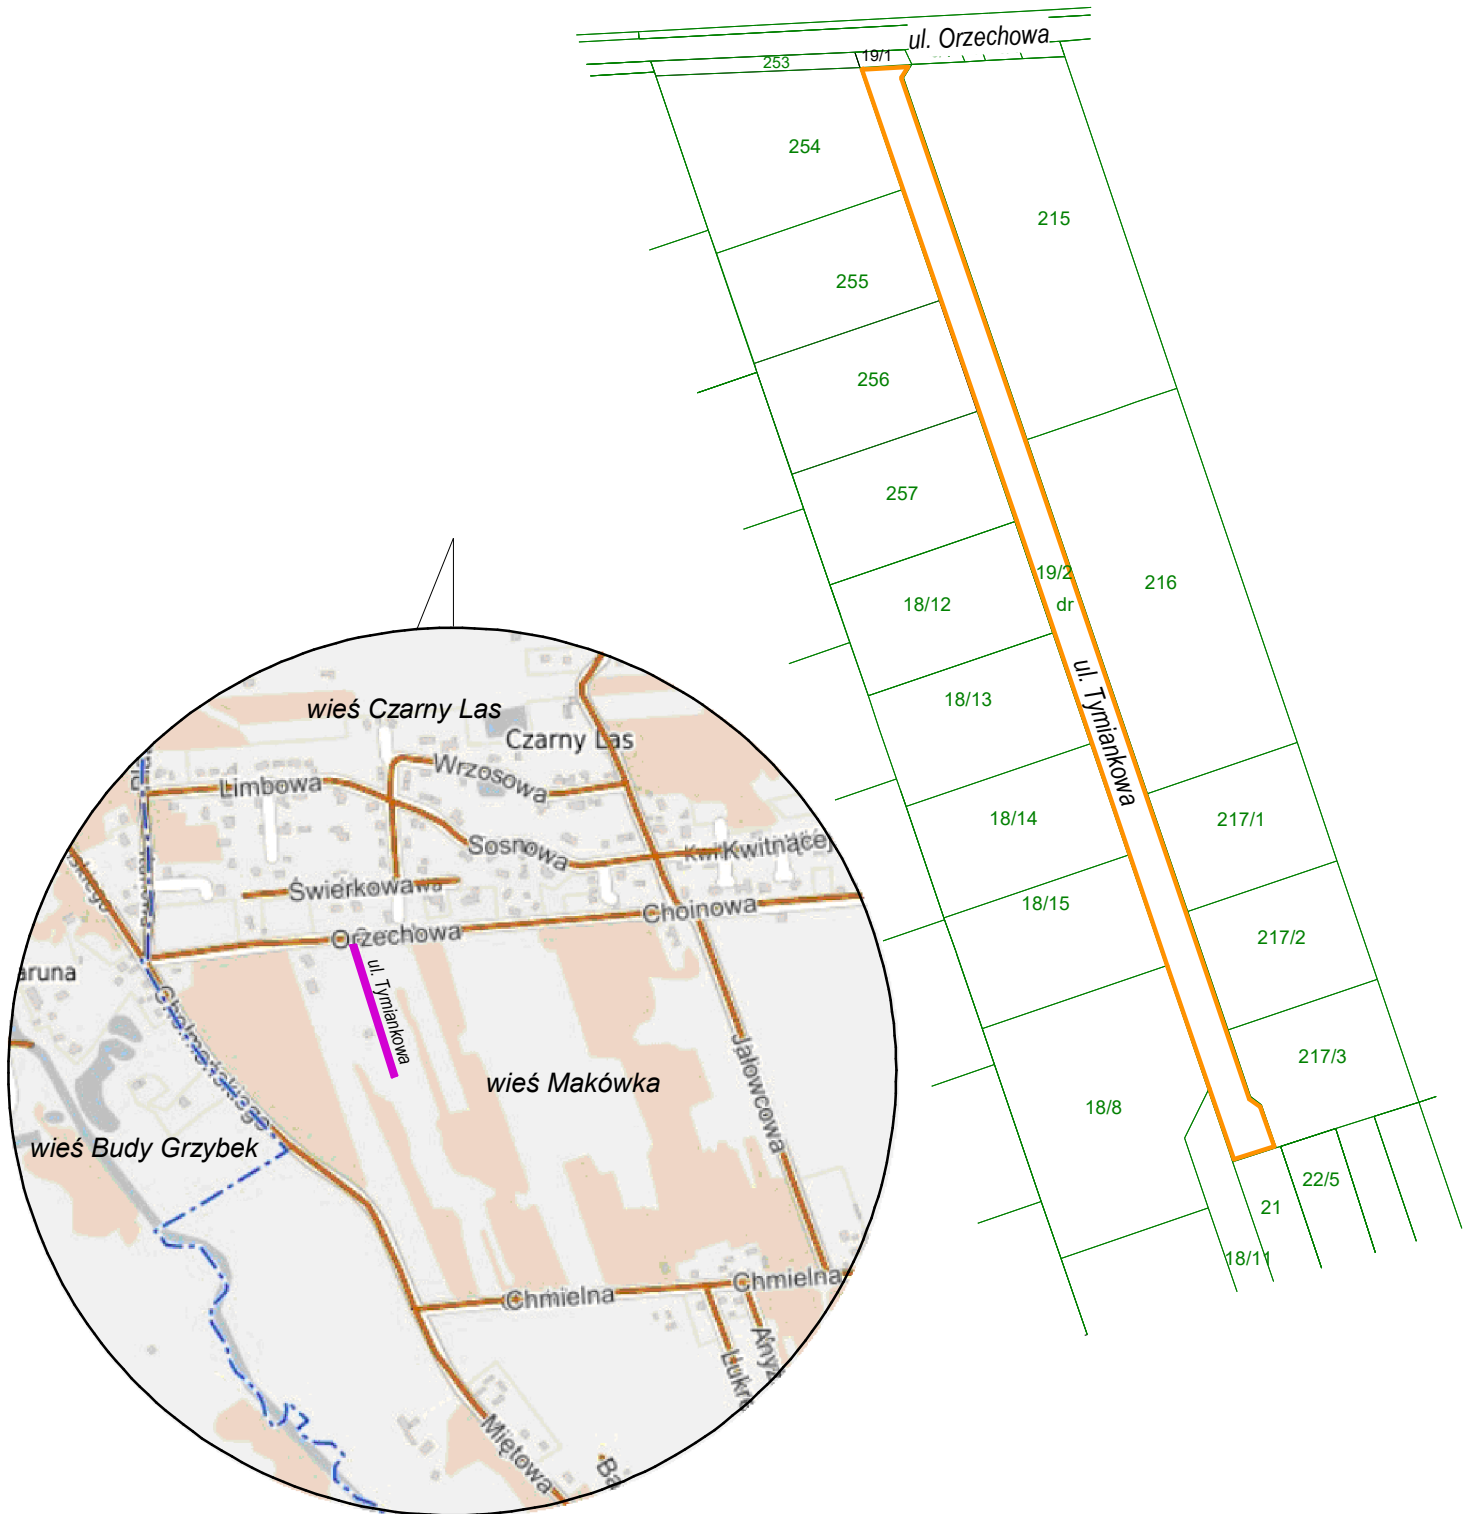 ul. Orzechowa
19/1
253
254
215
255
256
257
19/2
dr
216
18/12
18/13
ul. Tymiankowa
18/14
217/1
18/15
217/2
217/3
18/8
22/5
21
18/11
wieś Czarny Las
Czarny Las
Wrzosowa
Limbowa
Sosnowa
Kwitnącej
Świerkowa
Choinowa
Orzechowa
ul. Tymiankowa
Chełmońskiego
Jałowcowa
wieś Makówka
wieś Budy Grzybek
Chmielna
Chmielna
Miętowa